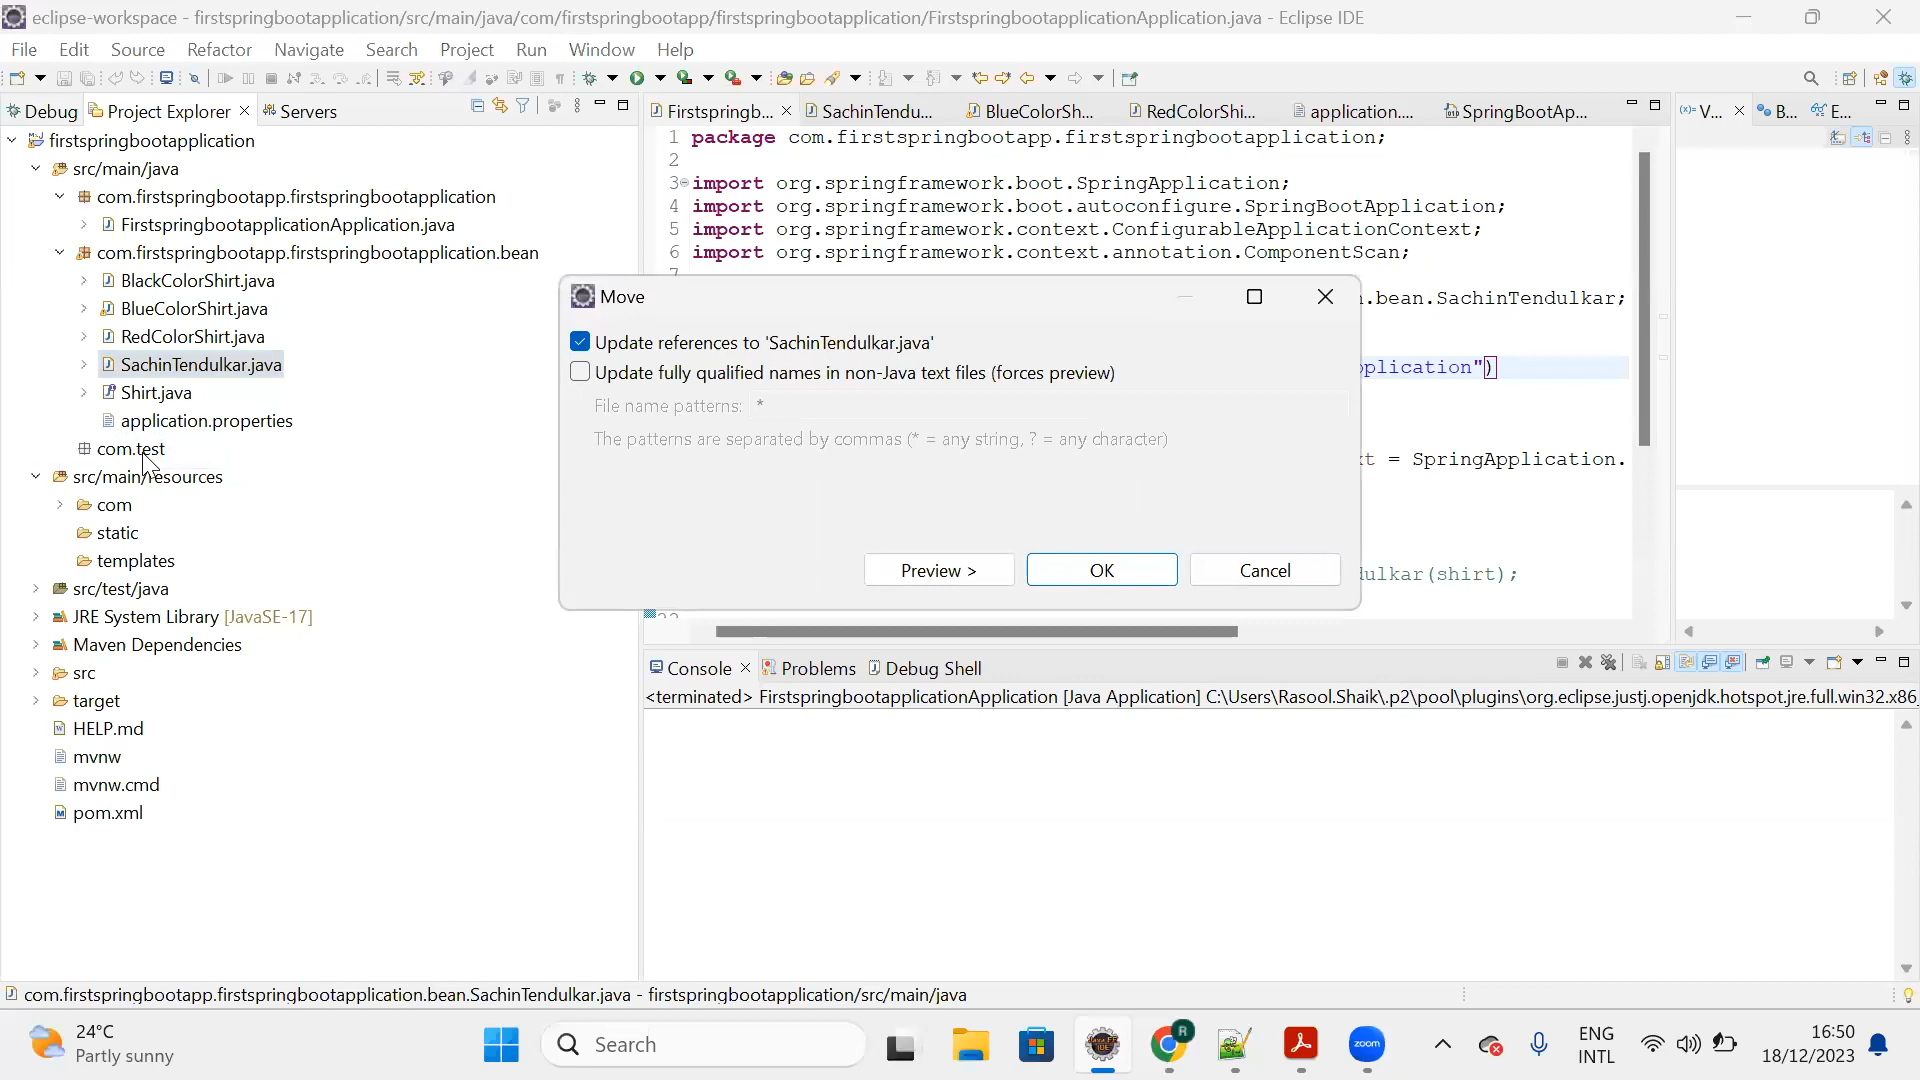 eclipse-workspace - firstspringbootapplication/src/main/java/com/firstspringbootapp/firstspringbootapplication/FirstspringbootapplicationApplication.java - Eclipse IDE
File Edit Source Refactor Navigate Search Project Run Window Help
Debug Project Explorer Servers
Firstspringb... SachinTendu... BlueColorSh... RedColorShi... application.... SpringBootAp...
(x)= V... B... E...
firstspringbootapplication
src/main/java
com.firstspringbootapp.firstspringbootapplication
FirstspringbootapplicationApplication.java
com.firstspringbootapp.firstspringbootapplication.bean
BlackColorShirt.java
BlueColorShirt.java
RedColorShirt.java
SachinTendulkar.java
Shirt.java
application.properties
com.test
src/main/resources
com
static
templates
src/test/java
JRE System Library [JavaSE-17]
Maven Dependencies
src
target
HELP.md
mvnw
mvnw.cmd
pom.xml
1 package com.firstspringbootapp.firstspringbootapplication;
2
3 import org.springframework.boot.SpringApplication;
4 import org.springframework.boot.autoconfigure.SpringBootApplication;
5 import org.springframework.context.ConfigurableApplicationContext;
6 import org.springframework.context.annotation.ComponentScan;
.bean.SachinTendulkar;
plication")
xt = SpringApplication.
dulkar(shirt);
Move
Update references to 'SachinTendulkar.java'
Update fully qualified names in non-Java text files (forces preview)
File name patterns: *
The patterns are separated by commas (* = any string, ? = any character)
Preview > OK Cancel
Console Problems Debug Shell
<terminated> FirstspringbootapplicationApplication [Java Application] C:\Users\Rasool.Shaik\.p2\pool\plugins\org.eclipse.justj.openjdk.hotspot.jre.full.win32.x86
com.firstspringbootapp.firstspringbootapplication.bean.SachinTendulkar.java - firstspringbootapplication/src/main/java
24°C
Partly sunny
Search
R
zoom
ENG
INTL
16:50
18/12/2023